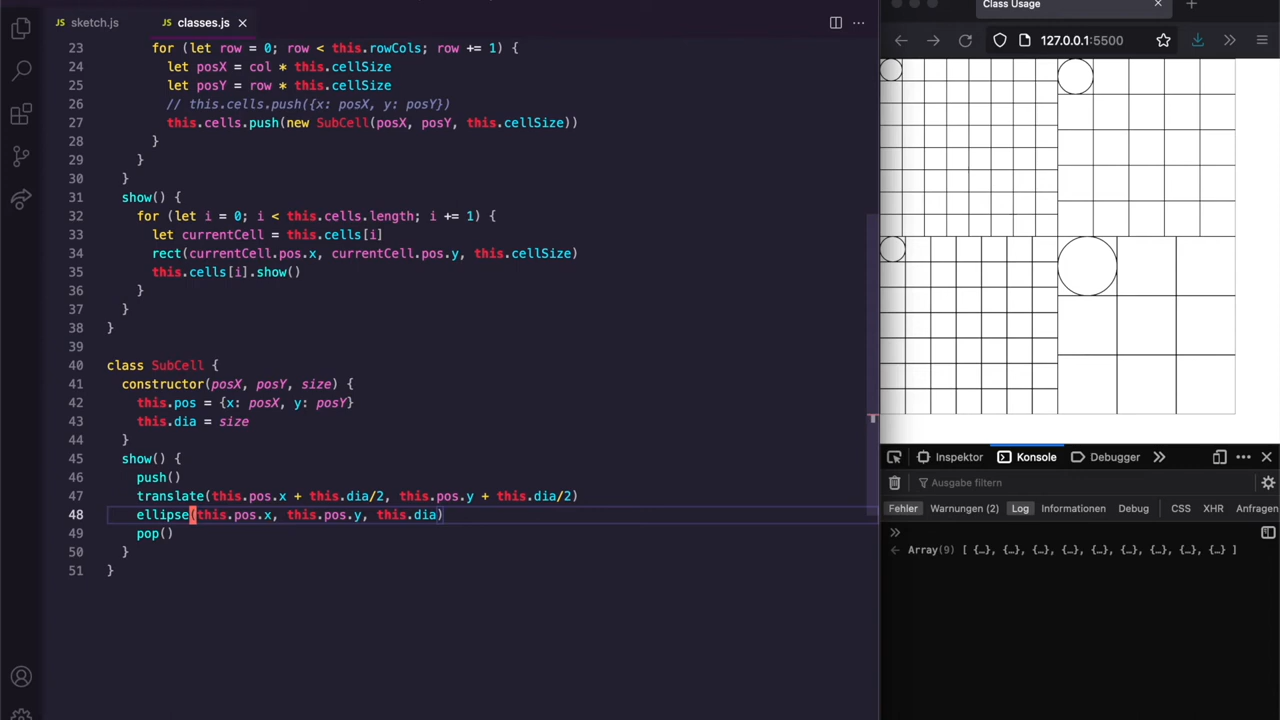 sketch.js
classes.js
Class Usage
127.0.0.1:5500
23 for (let row = 0; row < this.rowCols; row += 1) {
24 let posX = col * this.cellSize
25 let posY = row * this.cellSize
26 // this.cells.push({x: posX, y: posY})
27 this.cells.push(new SubCell(posX, posY, this.cellSize))
28 }
29 }
30 }
31 show() {
32 for (let i = 0; i < this.cells.length; i += 1) {
33 let currentCell = this.cells[i]
34 rect(currentCell.pos.x, currentCell.pos.y, this.cellSize)
35 this.cells[i].show()
36 }
37 }
38 }
39
40 class SubCell {
41 constructor(posX, posY, size) {
42 this.pos = {x: posX, y: posY}
43 this.dia = size
44 }
45 show() {
46 push()
47 translate(this.pos.x + this.dia/2, this.pos.y + this.dia/2)
48 ellipse(this.pos.x, this.pos.y, this.dia)
49 pop()
50 }
51 }
Inspektor Konsole Debugger
Ausgabe filtern
Fehler Warnungen (2) Log Informationen Debug CSS XHR Anfragen
Array(9) [ {…}, {…}, {…}, {…}, {…}, {…}, {…}, {…}, {…} ]